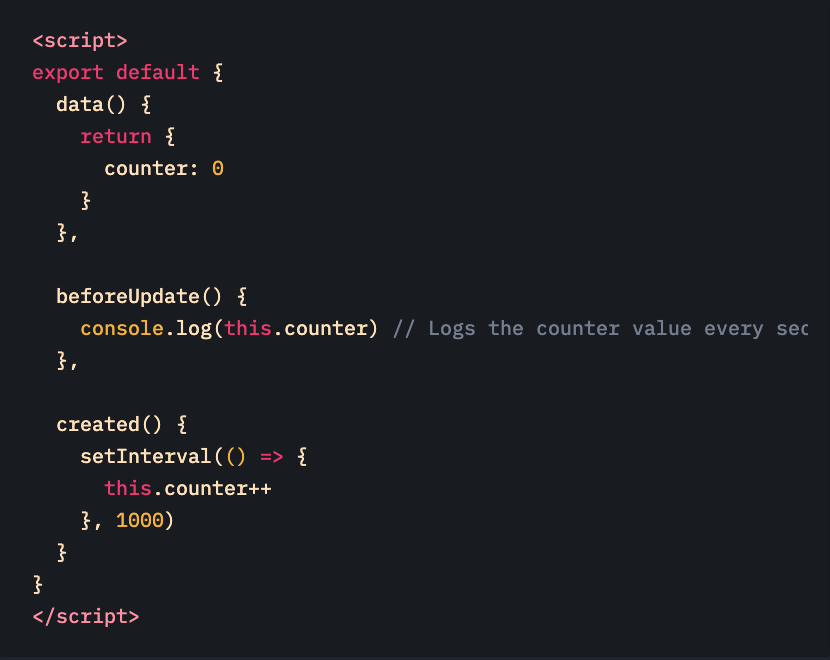 <script>
export default {
  data() {
    return {
      counter: 0
    }
  },

  beforeUpdate() {
    console.log(this.counter) // Logs the counter value every sec
  },

  created() {
    setInterval(() => {
      this.counter++
    }, 1000)
  }
}
</script>